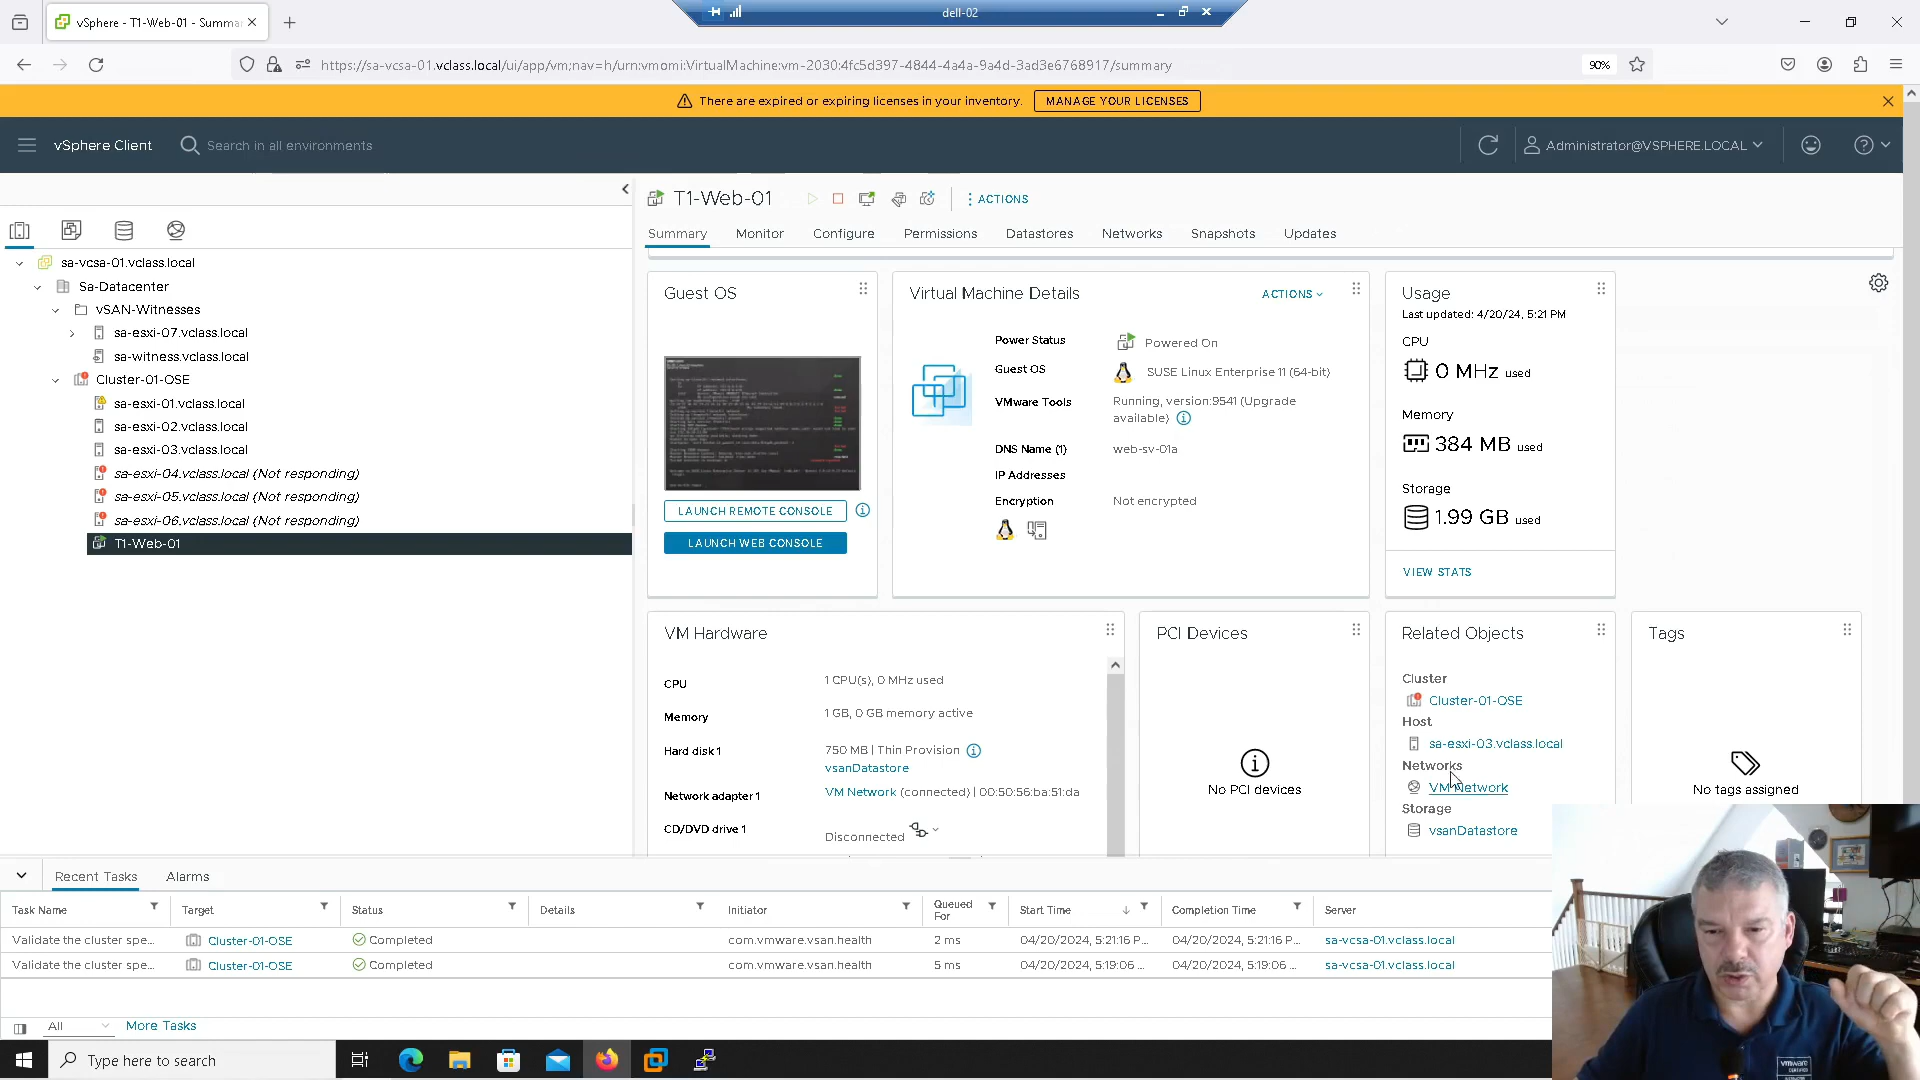 vSphere - T1-Web-01 - Summa
dell-02
https://sa-vcsa-01.vclass.local/ui/app/vm;nav=h/urn:vmomi:VirtualMachine:vm-2030:4fc5d397-4844-4a4a-9a4d-3ad3e6768917/summary
90%
There are expired or expiring licenses in your inventory.
MANAGE YOUR LICENSES
vSphere Client
Search in all environments
Administrator@VSPHERE.LOCAL
T1-Web-01
ACTIONS
Summary
Monitor
Configure
Permissions
Datastores
Networks
Snapshots
Updates
sa-vcsa-01.vclass.local
Sa-Datacenter
vSAN-Witnesses
sa-esxi-07.vclass.local
sa-witness.vclass.local
Cluster-01-OSE
sa-esxi-01.vclass.local
sa-esxi-02.vclass.local
sa-esxi-03.vclass.local
sa-esxi-04.vclass.local (Not responding)
sa-esxi-05.vclass.local (Not responding)
sa-esxi-06.vclass.local (Not responding)
T1-Web-01
Guest OS
LAUNCH REMOTE CONSOLE
LAUNCH WEB CONSOLE
Virtual Machine Details
ACTIONS
Power Status
Powered On
Guest OS
SUSE Linux Enterprise 11 (64-bit)
VMware Tools
Running, version:9541 (Upgrade
available)
DNS Name (1)
web-sv-01a
IP Addresses
Encryption
Not encrypted
Usage
Last updated: 4/20/24, 5:21 PM
CPU
0 MHz used
Memory
384 MB used
Storage
1.99 GB used
VIEW STATS
VM Hardware
CPU
1 CPU(s), 0 MHz used
Memory
1 GB, 0 GB memory active
Hard disk 1
750 MB | Thin Provision
vsanDatastore
Network adapter 1
VM Network (connected) | 00:50:56:ba:51:da
CD/DVD drive 1
Disconnected
PCI Devices
No PCI devices
Related Objects
Cluster
Cluster-01-OSE
Host
sa-esxi-03.vclass.local
Networks
VM Network
Storage
vsanDatastore
Tags
No tags assigned
Recent Tasks
Alarms
Task Name
Target
Status
Details
Initiator
Queued
For
Start Time
Completion Time
Server
Validate the cluster spe...
Cluster-01-OSE
Completed
com.vmware.vsan.health
2 ms
04/20/2024, 5:21:16 P...
04/20/2024, 5:21:16 P...
sa-vcsa-01.vclass.local
Validate the cluster spe...
Cluster-01-OSE
Completed
com.vmware.vsan.health
5 ms
04/20/2024, 5:19:06 ...
04/20/2024, 5:19:06 ...
sa-vcsa-01.vclass.local
All
More Tasks
Type here to search
vmware